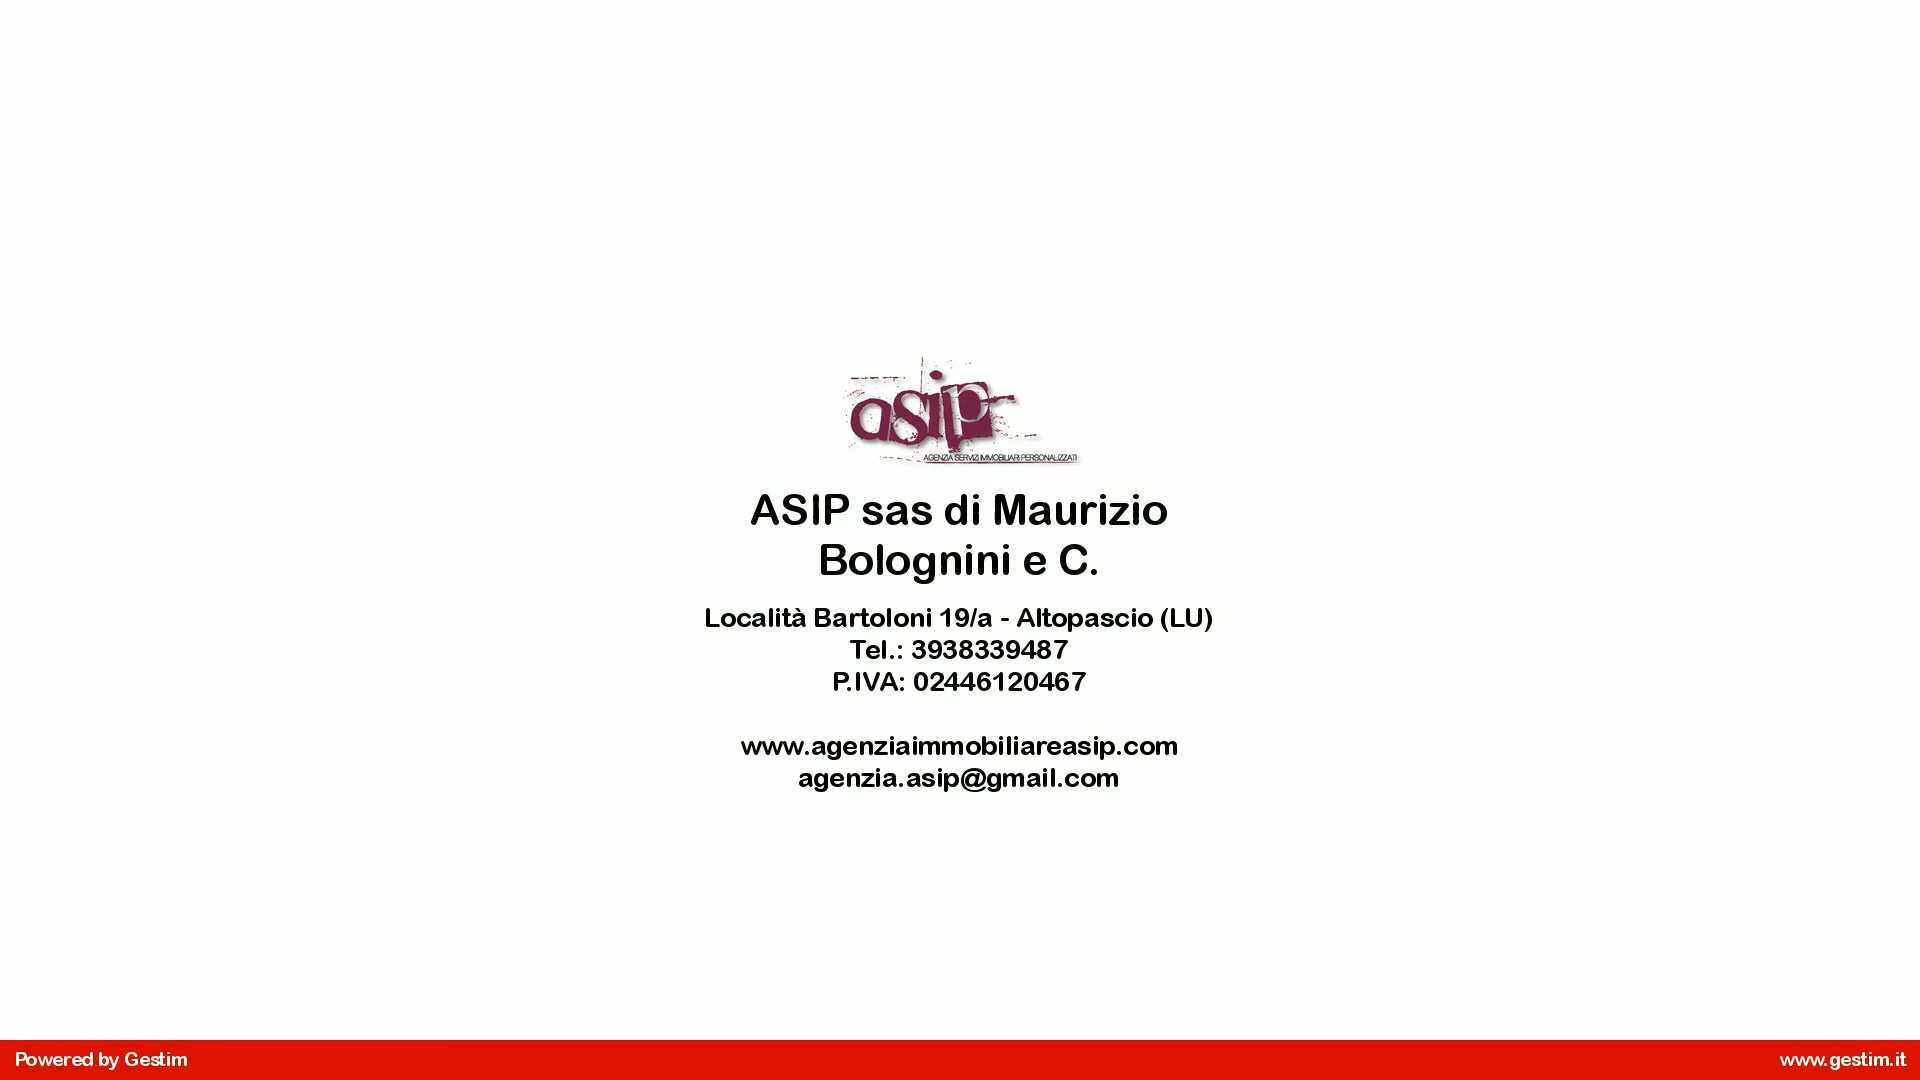 asip
AGENZIA SERVIZI IMMOBILIARI PERSONALIZZATI
ASIP sas di Maurizio
Bolognini e C.
Località Bartoloni 19/a - Altopascio (LU)
Tel.: 3938339487
P.IVA: 02446120467
www.agenziaimmobiliareasip.com
agenzia.asip@gmail.com
Powered by Gestim
www.gestim.it